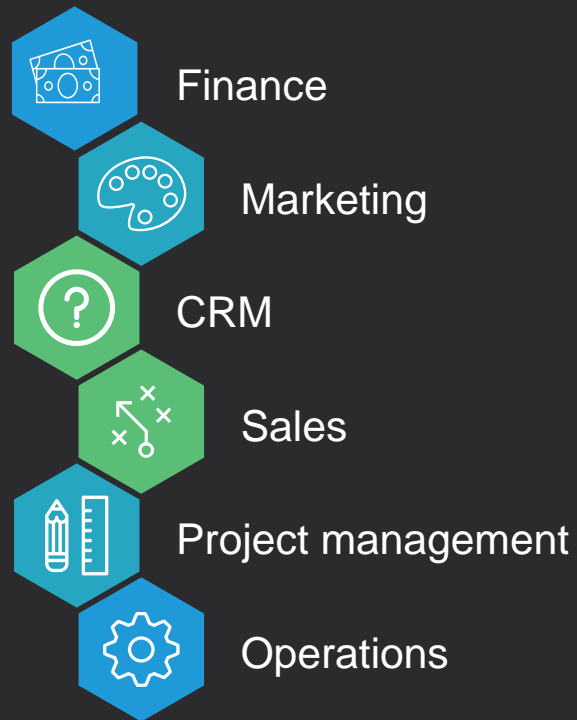 Finance
Marketing
CRM
Sales
Project management
Operations